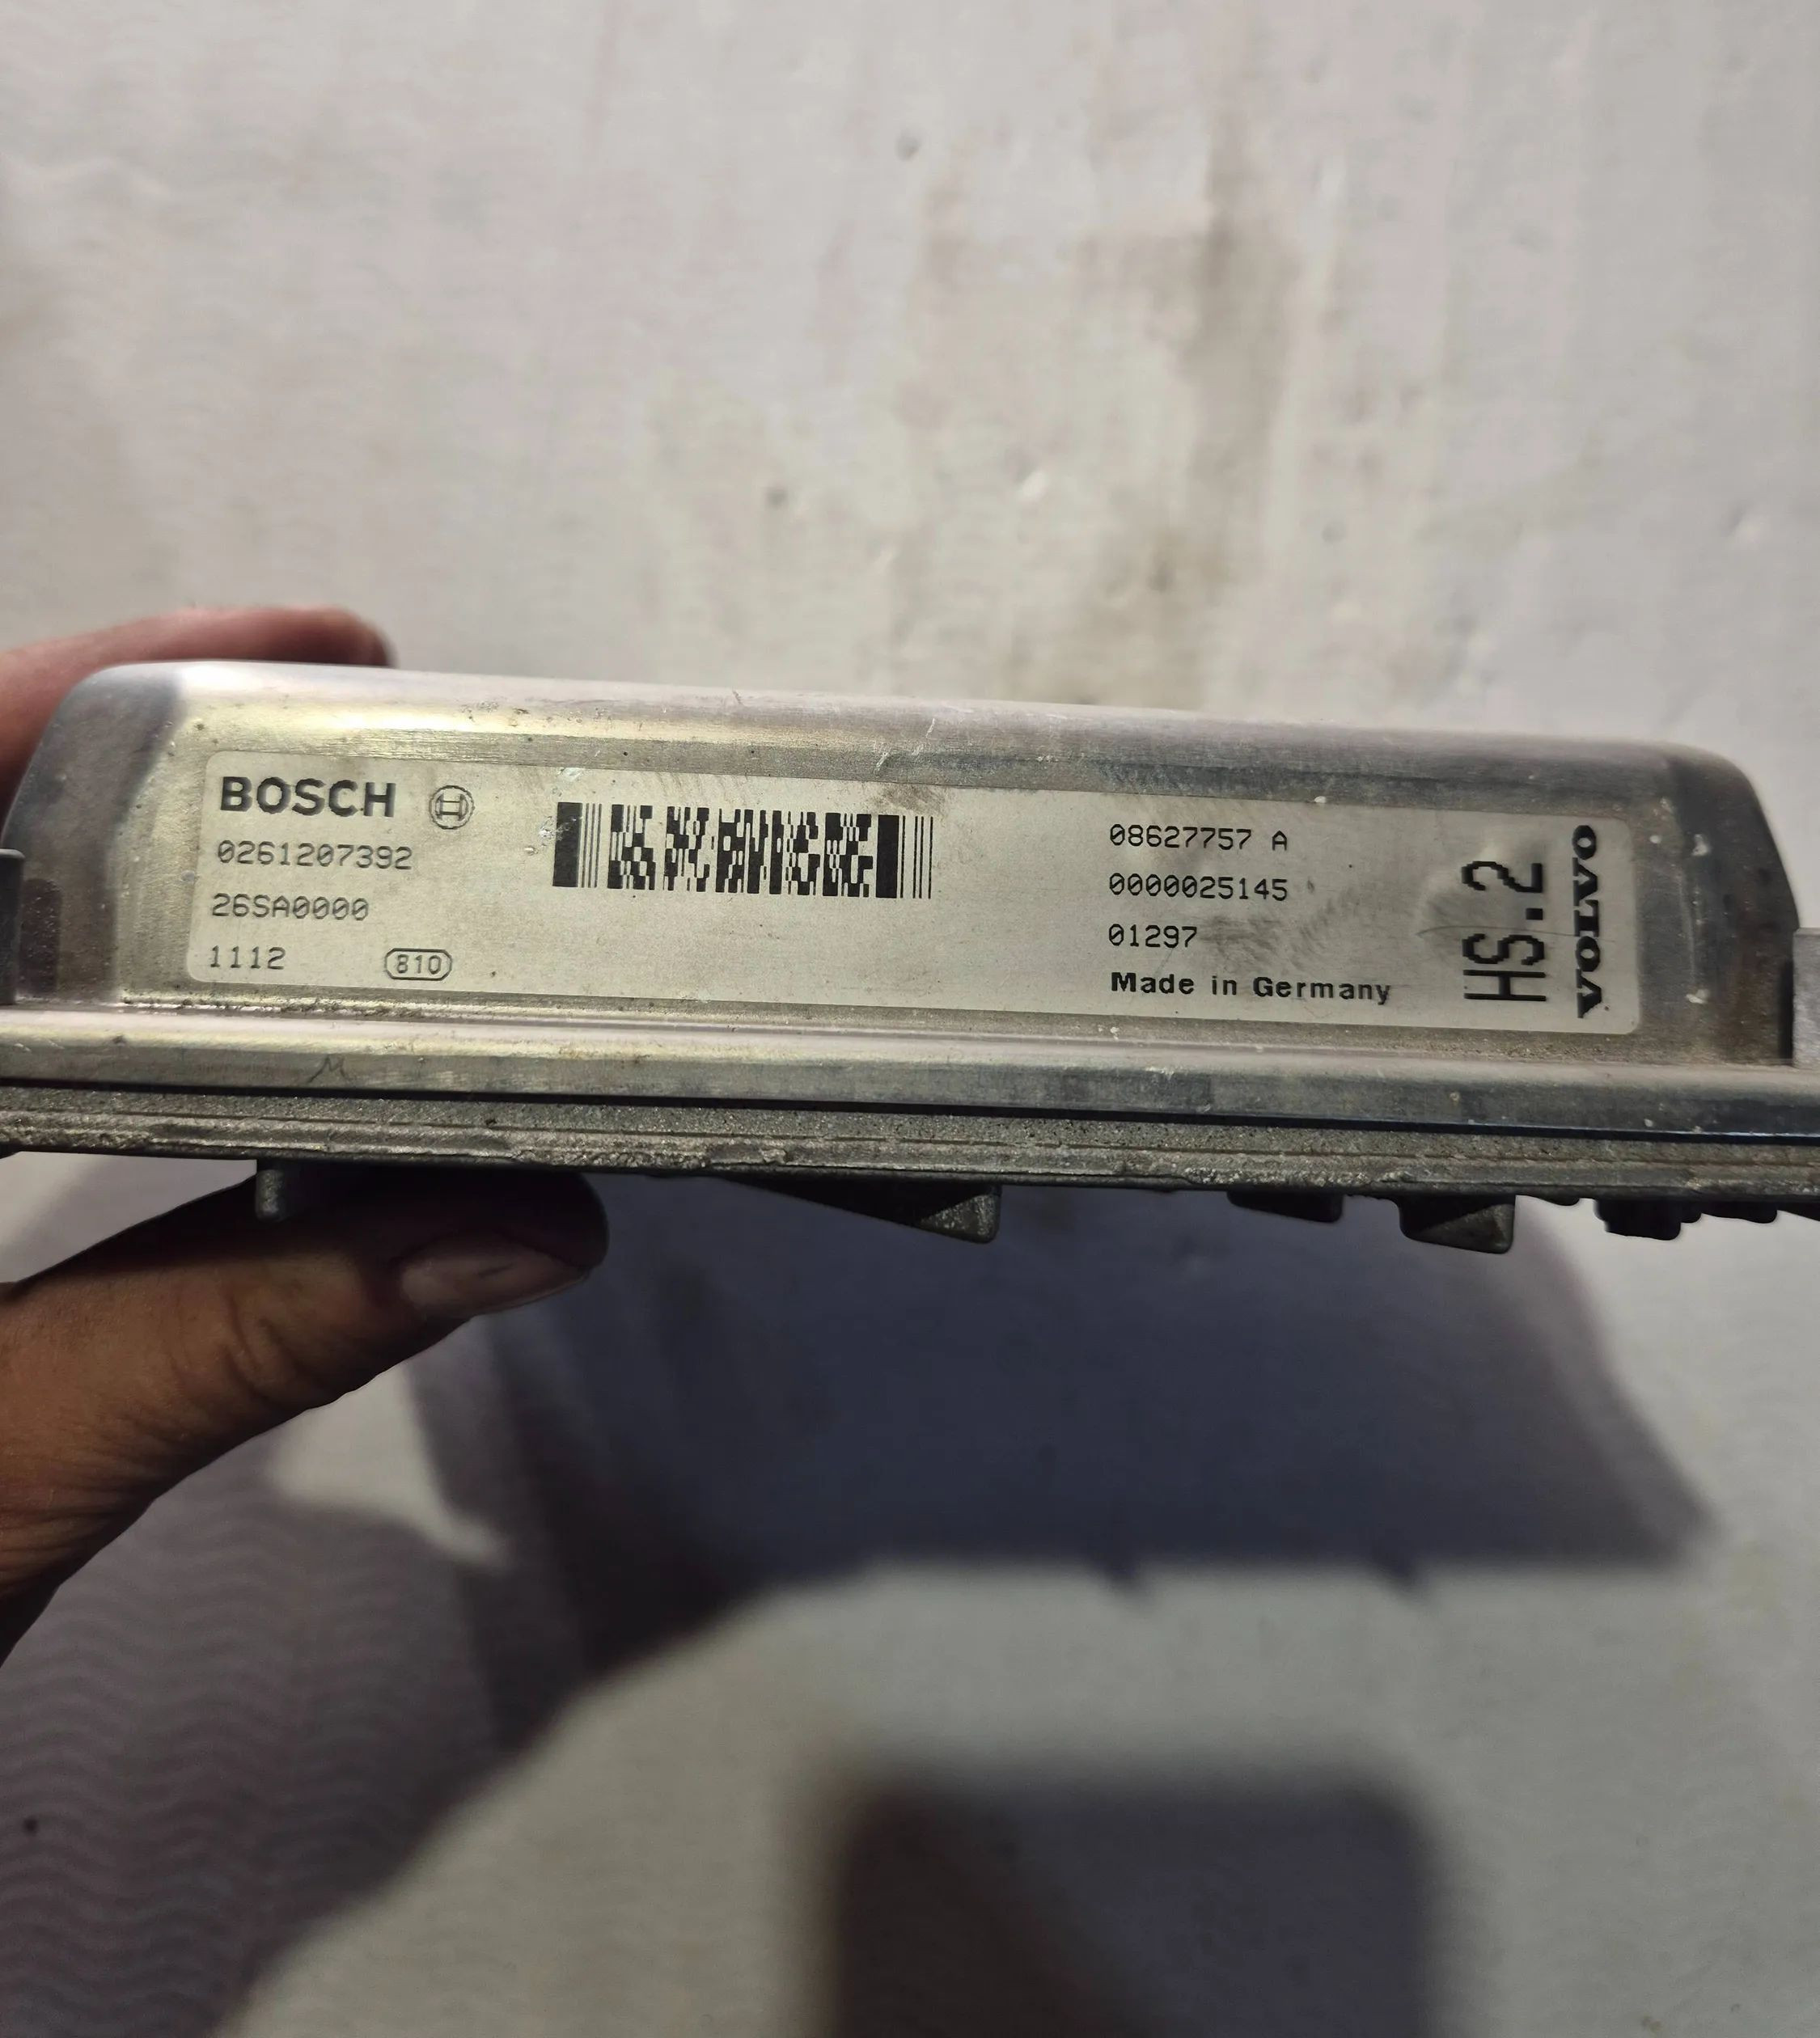 BOSCH
0261207392
26SA0000
1112 810
08627757 A
0000025145
01297
Made in Germany
HS.2
VOLVO